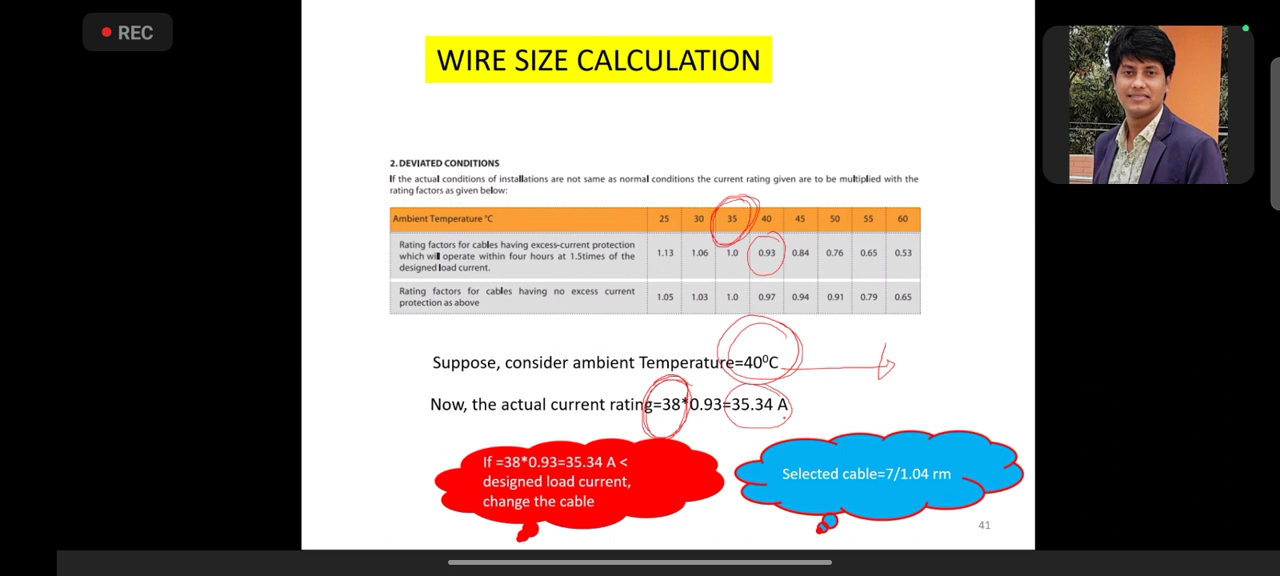 REC
WIRE SIZE CALCULATION
2. DEVIATED CONDITIONS
If the actual conditions of installations are not same as normal conditions the current rating given are to be multiplied with the
rating factors as given below:
Ambient Temperature °C 25 30 35 40 45 50 55 60
Rating factors for cables having excess-current protection
which will operate within four hours at 1.5times of the
designed load current.
1.13 1.06 1.0 0.93 0.84 0.76 0.65 0.53
Rating factors for cables having no excess current
protection as above
1.05 1.03 1.0 0.97 0.94 0.91 0.79 0.65
Suppose, consider ambient Temperature=40⁰C
Now, the actual current rating=38*0.93=35.34 A
If =38*0.93=35.34 A <
designed load current,
change the cable
Selected cable=7/1.04 rm
41